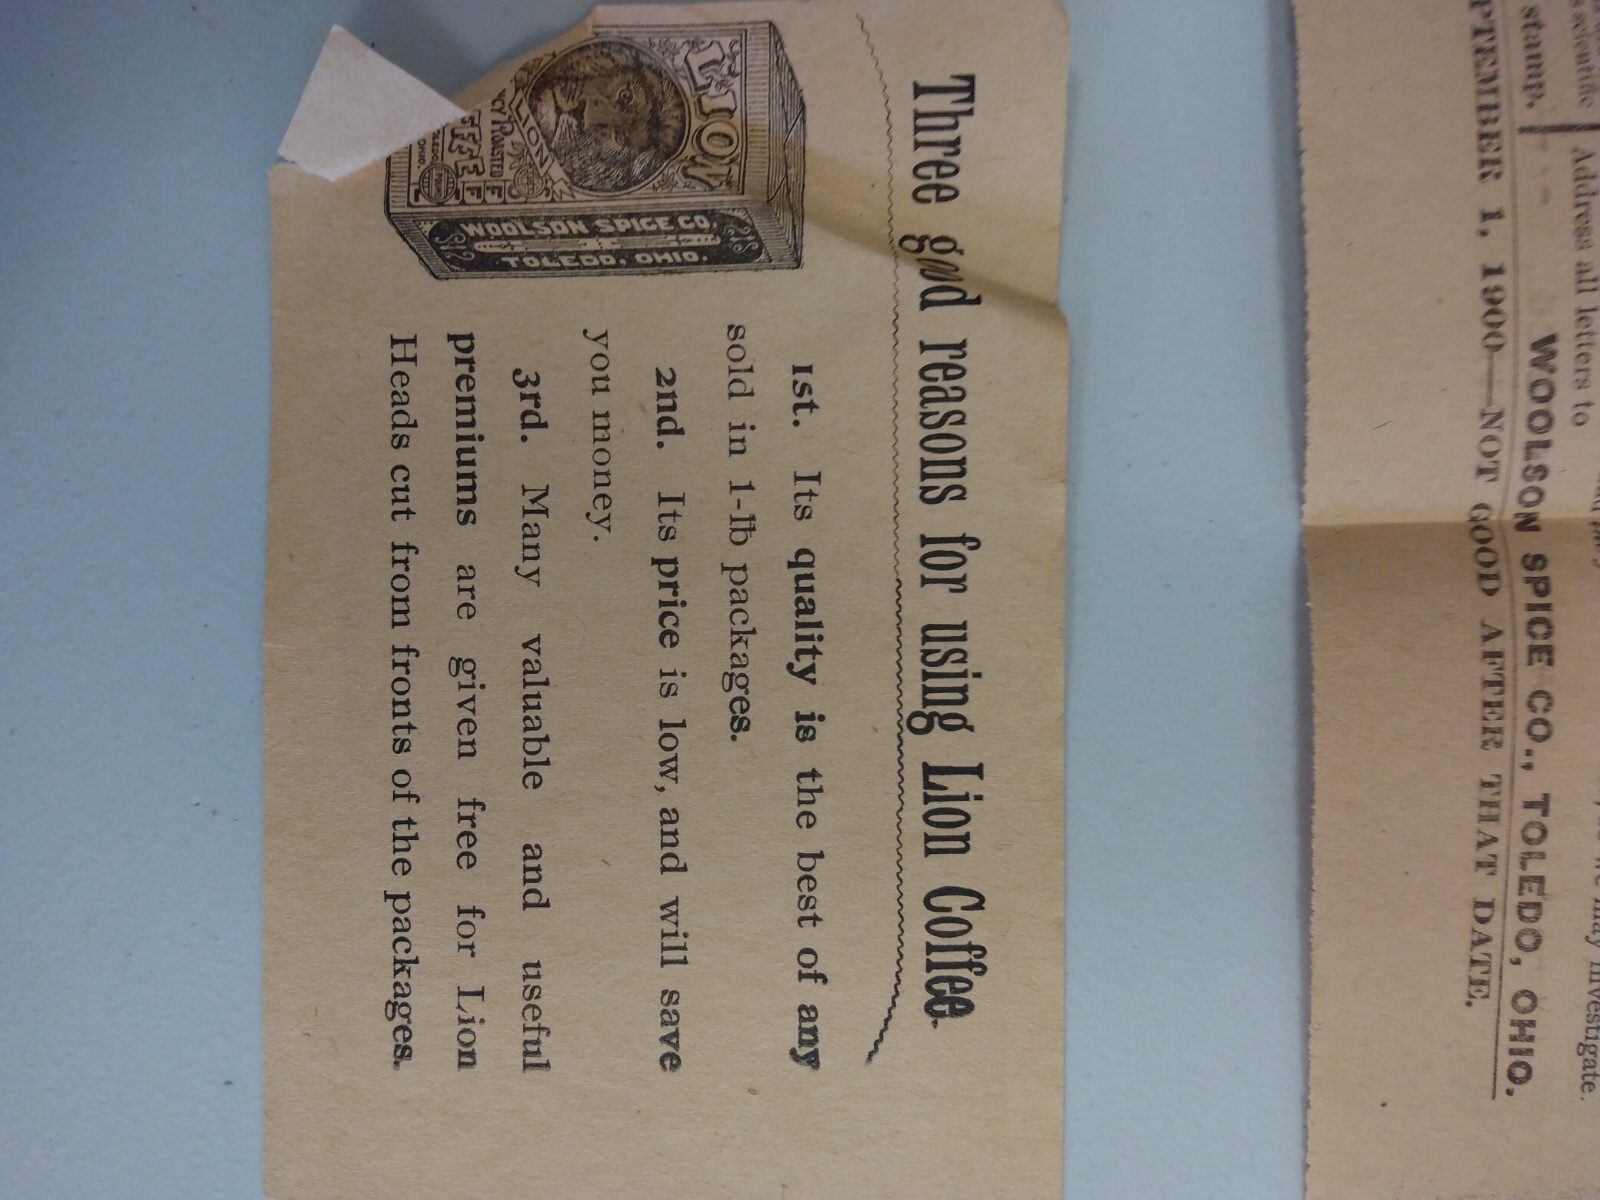 Three good reasons for using Lion Coffee.
1st. Its quality is the best of any
sold in 1-lb packages.
2nd. Its price is low, and will save
you money.
3rd. Many valuable and useful
premiums are given free for Lion
Heads cut from fronts of the packages.
LION
LION
ROASTED
WOOLSON SPICE CO.
TOLEDO, OHIO.
scientific
stamp.
may investigate.
Address all letters to
WOOLSON SPICE CO., TOLEDO, OHIO.
PTEMBER 1, 1900—NOT GOOD AFTER THAT DATE.